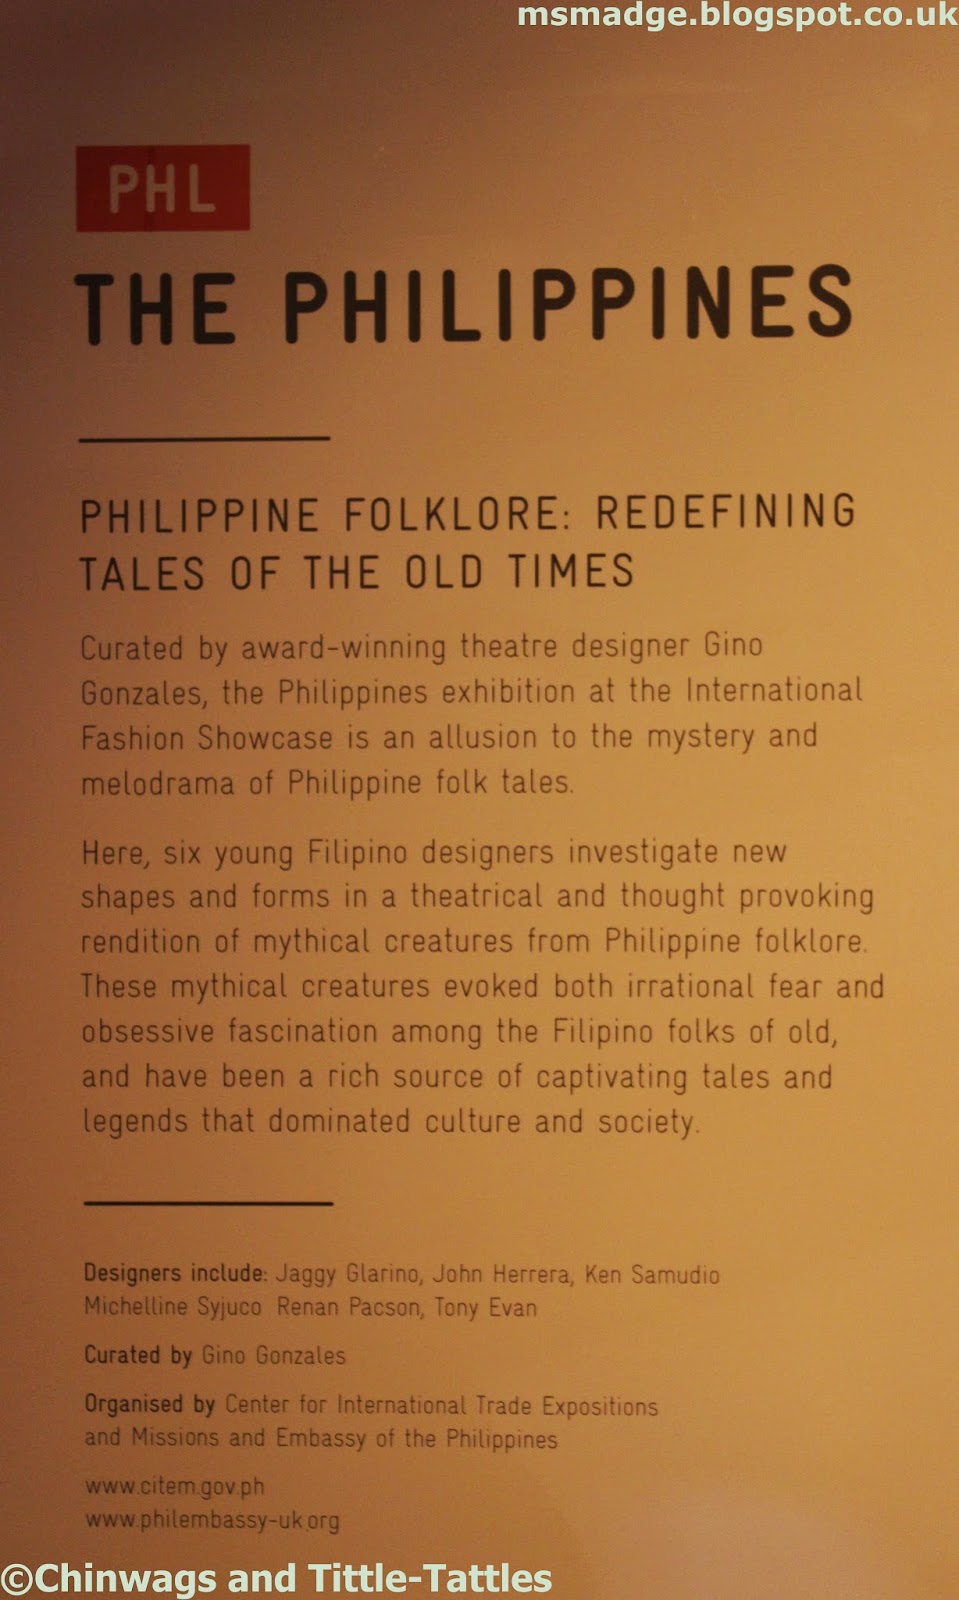 msmadge.blogspot.co.uk
PHL
THE PHILIPPINES
PHILIPPINE FOLKLORE: REDEFINING
TALES OF THE OLD TIMES
Curated by award-winning theatre designer Gino
Gonzales, the Philippines exhibition at the International
Fashion Showcase is an allusion to the mystery and
melodrama of Philippine folk tales.
Here, six young Filipino designers investigate new
shapes and forms in a theatrical and thought provoking
rendition of mythical creatures from Philippine folklore.
These mythical creatures evoked both irrational fear and
obsessive fascination among the Filipino folks of old,
and have been a rich source of captivating tales and
legends that dominated culture and society.
Designers include: Jaggy Glarino, John Herrera, Ken Samudio
Michelline Syjuco Renan Pacson, Tony Evan
Curated by Gino Gonzales
Organised by Center for International Trade Expositions
and Missions and Embassy of the Philippines
www.citem.gov.ph
www.philembassy-uk.org
©Chinwags and Tittle-Tattles